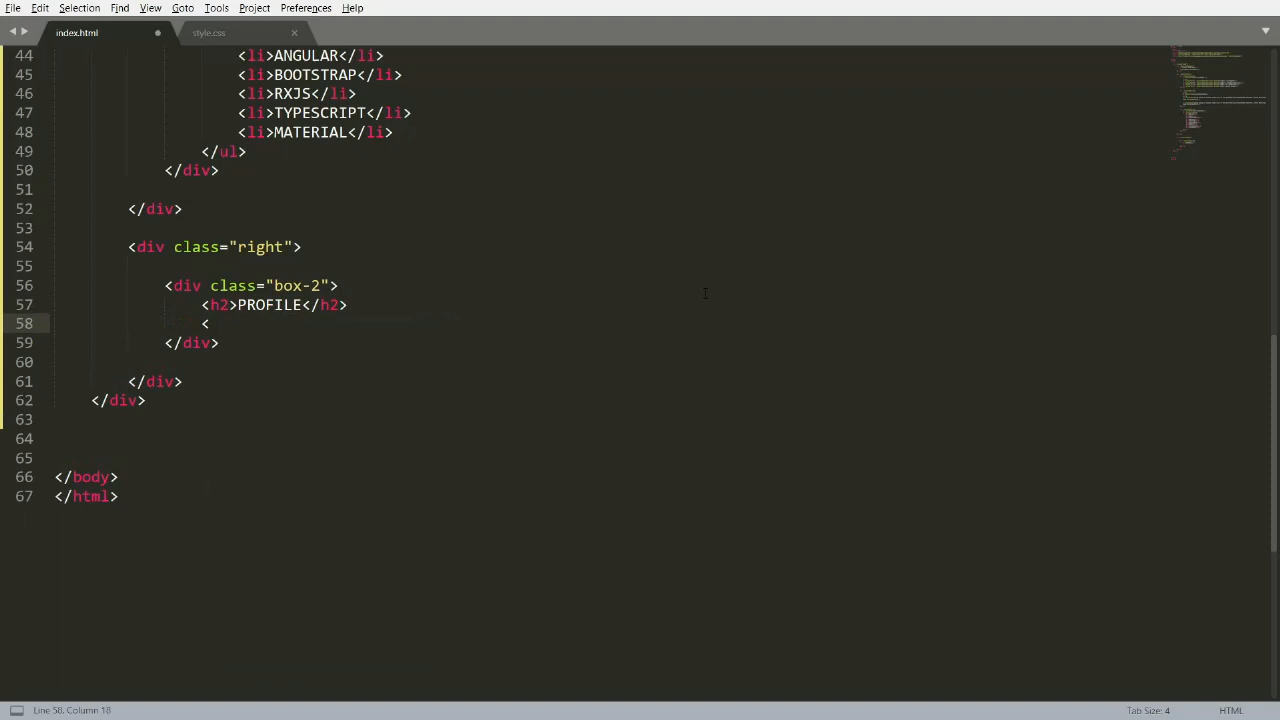 File Edit Selection Find View Goto Tools Project Preferences Help
index.html style.css
44 <li>ANGULAR</li>
45 <li>BOOTSTRAP</li>
46 <li>RXJS</li>
47 <li>TYPESCRIPT</li>
48 <li>MATERIAL</li>
49 </ul>
50 </div>
51
52 </div>
53
54 <div class="right">
55
56 <div class="box-2">
57 <h2>PROFILE</h2>
58 <
59 </div>
60
61 </div>
62 </div>
63
64
65
66 </body>
67 </html>
Line 58, Column 18 Tab Size: 4 HTML